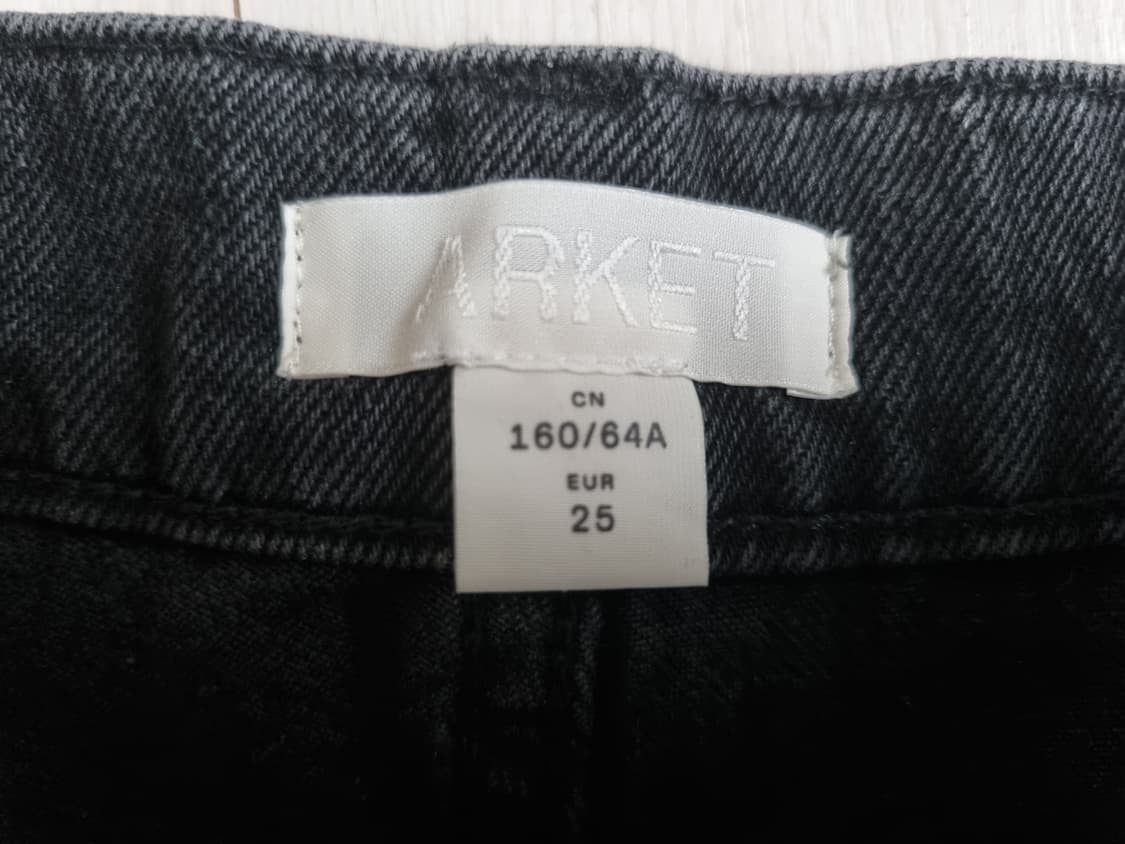 ARKET
CN
160/64A
EUR
25